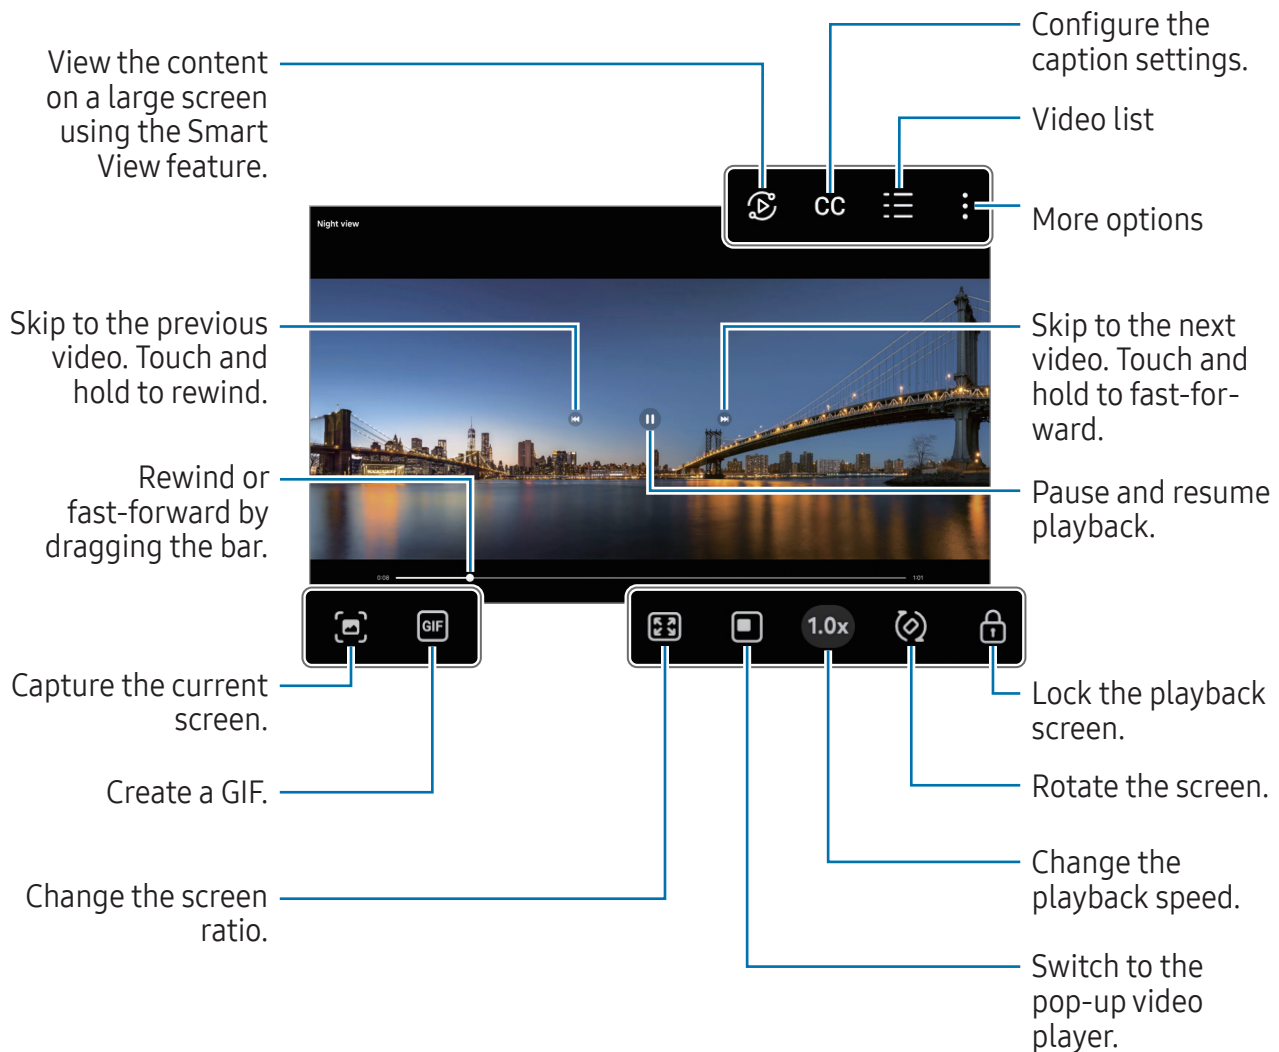 Configure the
caption settings.
View the content
on a large screen
using the Smart
View feature.
Video list
CC
More options
Night view
Skip to the previous
video. Touch and
hold to rewind.
Skip to the next
video. Touch and
hold to fast-for-
ward.
Rewind or
fast-forward by
dragging the bar.
Pause and resume
playback.
0:08
1:01
GIF
1.0x
Capture the current
screen.
Lock the playback
screen.
Create a GIF.
Rotate the screen.
Change the
playback speed.
Change the screen
ratio.
Switch to the
pop-up video
player.